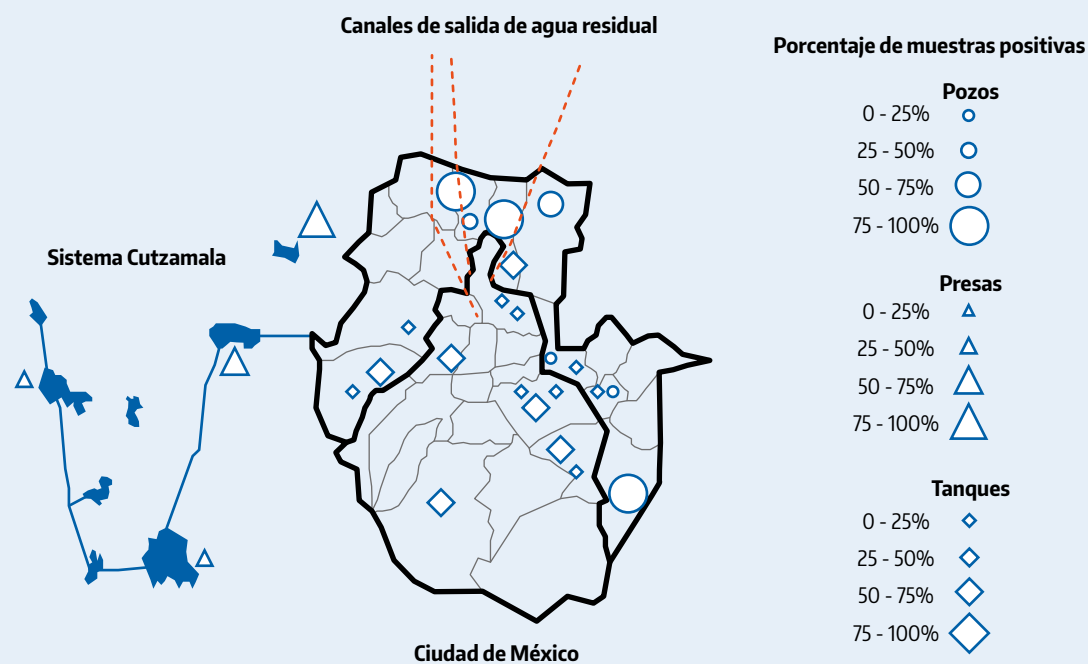 Canales de salida de agua residual
Sistema Cutzamala
Ciudad de México
Porcentaje de muestras positivas
Pozos
0 - 25%
25 - 50%
50 - 75%
75 - 100%
Presas
0 - 25%
25 - 50%
50 - 75%
75 - 100%
Tanques
0 - 25%
25 - 50%
50 - 75%
75 - 100%